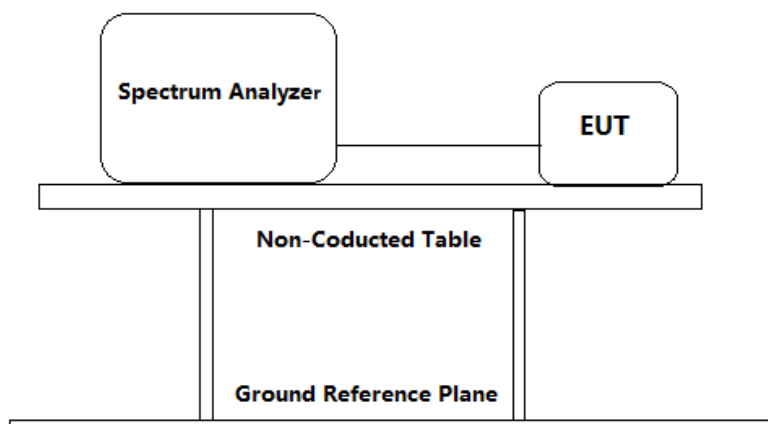 Spectrum Analyzer
EUT
Non-Coducted Table
Ground Reference Plane